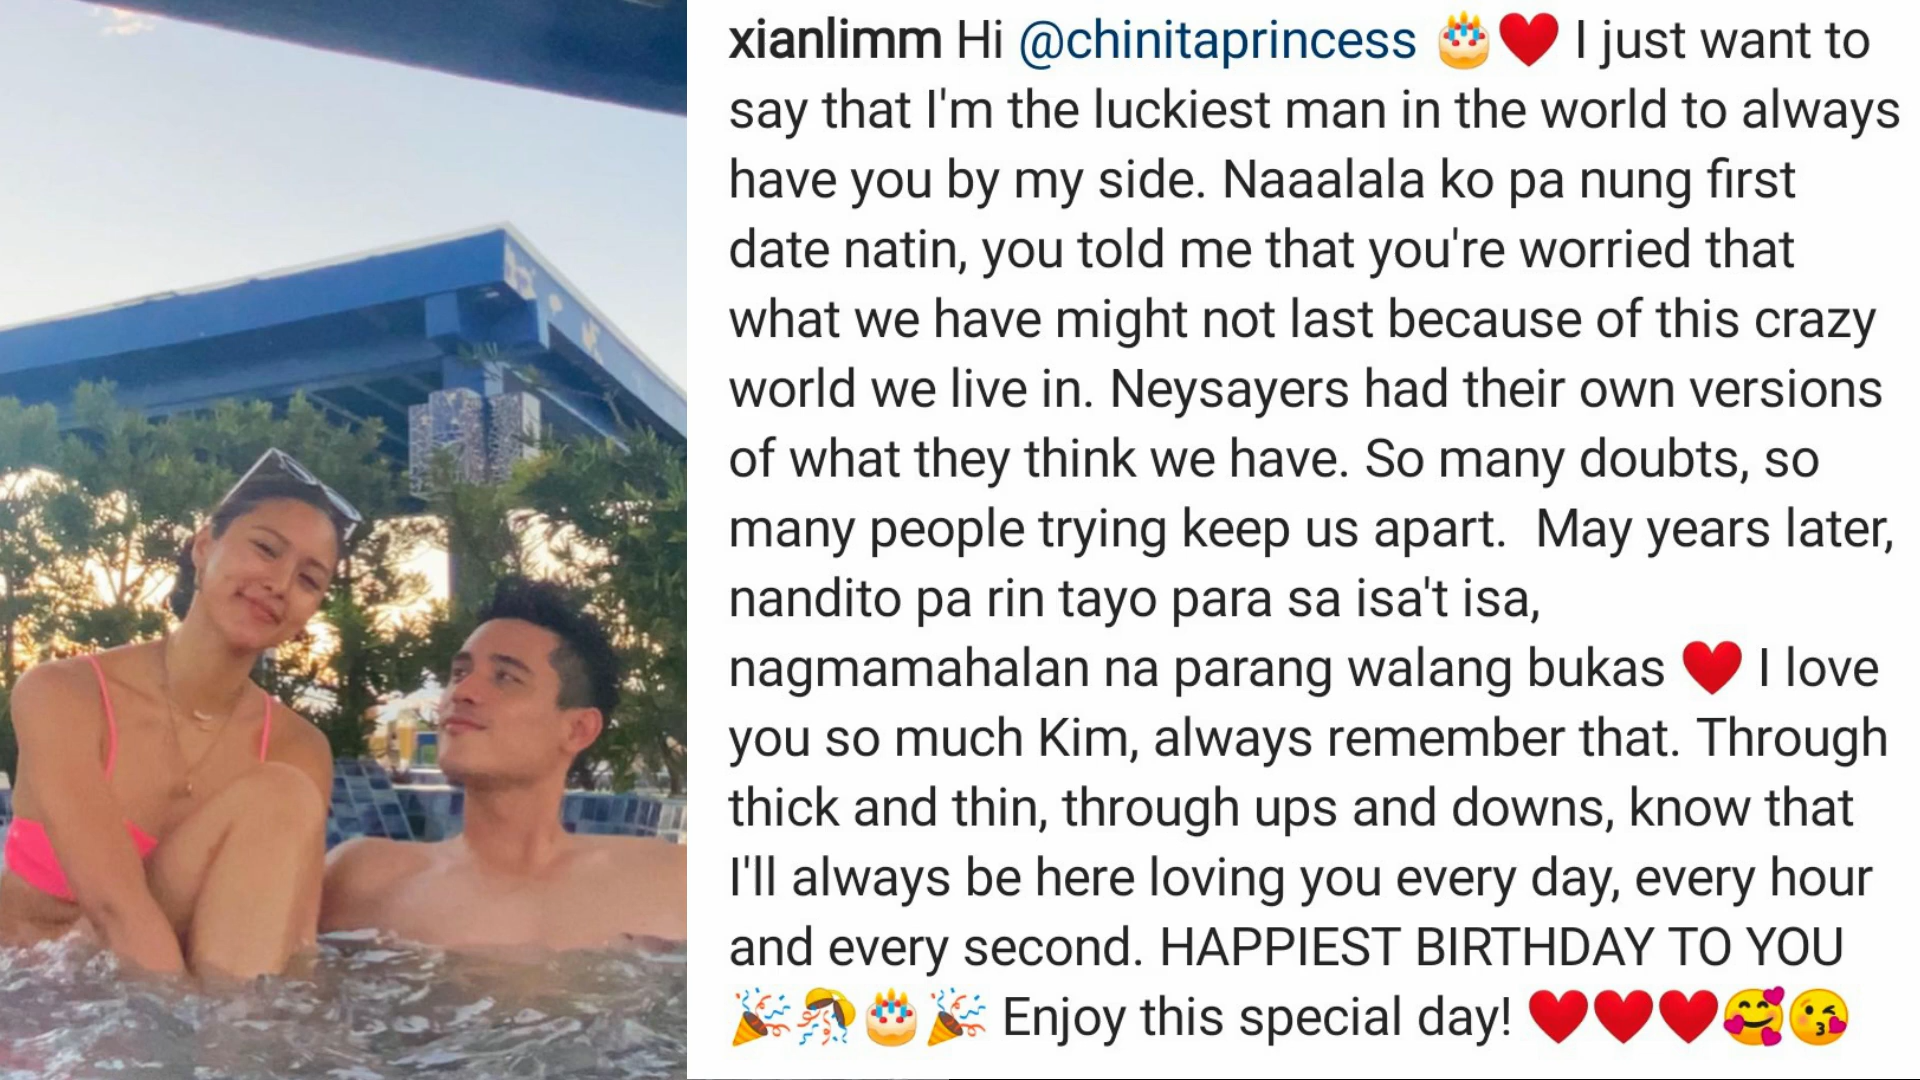 xianlimm Hi @chinitaprincess 🎂❤️ I just want to
say that I'm the luckiest man in the world to always
have you by my side. Naaalala ko pa nung first
date natin, you told me that you're worried that
what we have might not last because of this crazy
world we live in. Neysayers had their own versions
of what they think we have. So many doubts, so
many people trying keep us apart.  May years later,
nandito pa rin tayo para sa isa't isa,
nagmamahalan na parang walang bukas ❤️ I love
you so much Kim, always remember that. Through
thick and thin, through ups and downs, know that
I'll always be here loving you every day, every hour
and every second. HAPPIEST BIRTHDAY TO YOU
🎉🎊🎂🎉 Enjoy this special day! ❤️❤️❤️🥰😘